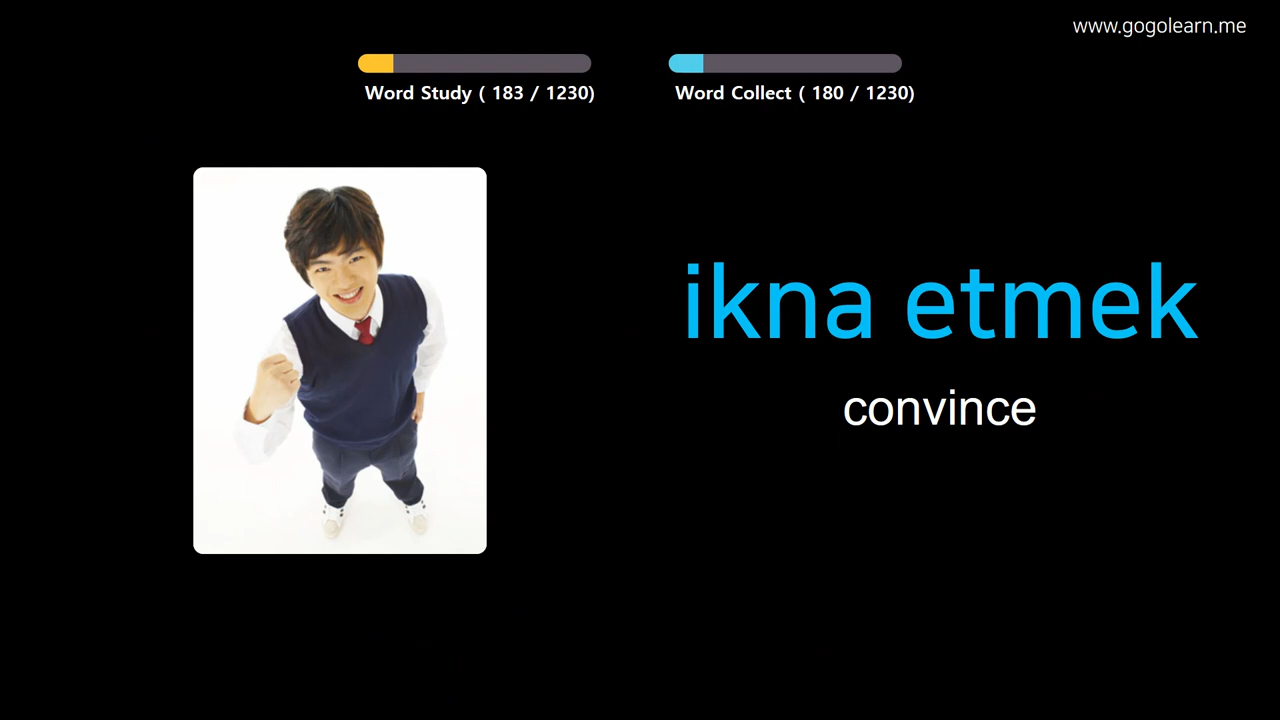 www.gogolearn.me
Word Study ( 183 / 1230)
Word Collect ( 180 / 1230)
ikna etmek
convince